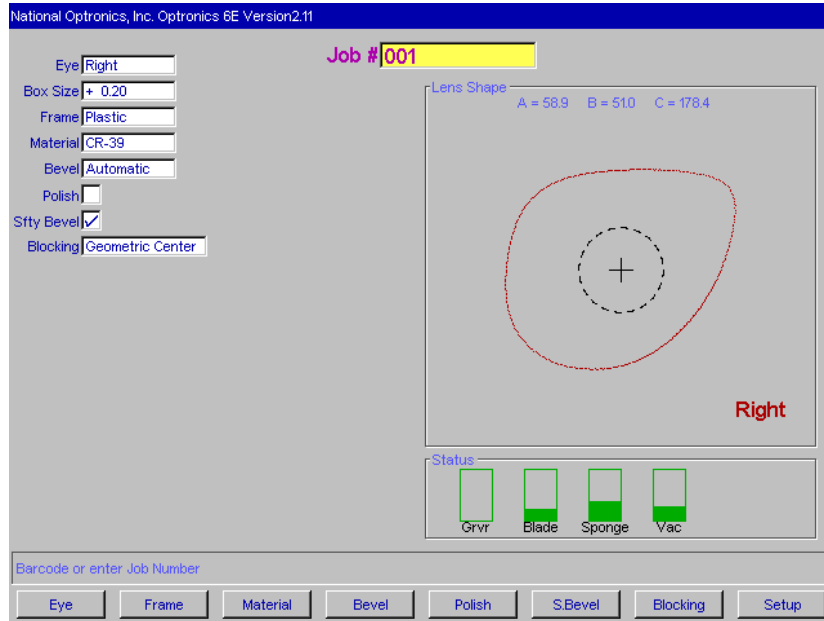 National Optronics, Inc. Optronics 6E Version2.11
Job # 001
Eye Right
Box Size + 0.20
Frame Plastic
Material CR-39
Bevel Automatic
Polish
Sfty Bevel
Blocking Geometric Center
Lens Shape
A = 58.9 B = 51.0 C = 178.4
Right
Status
Grvr Blade Sponge Vac
Barcode or enter Job Number
Eye Frame Material Bevel Polish S.Bevel Blocking Setup